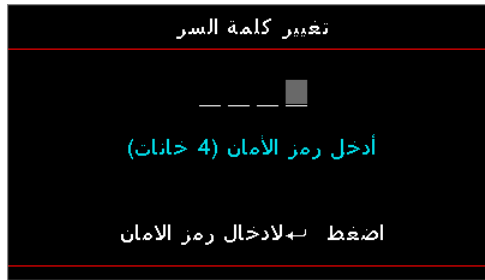 تغيير كلمة السر
أدخل رمز الأمان (4 خانات)
اضغط ↵ لادخال رمز الامان